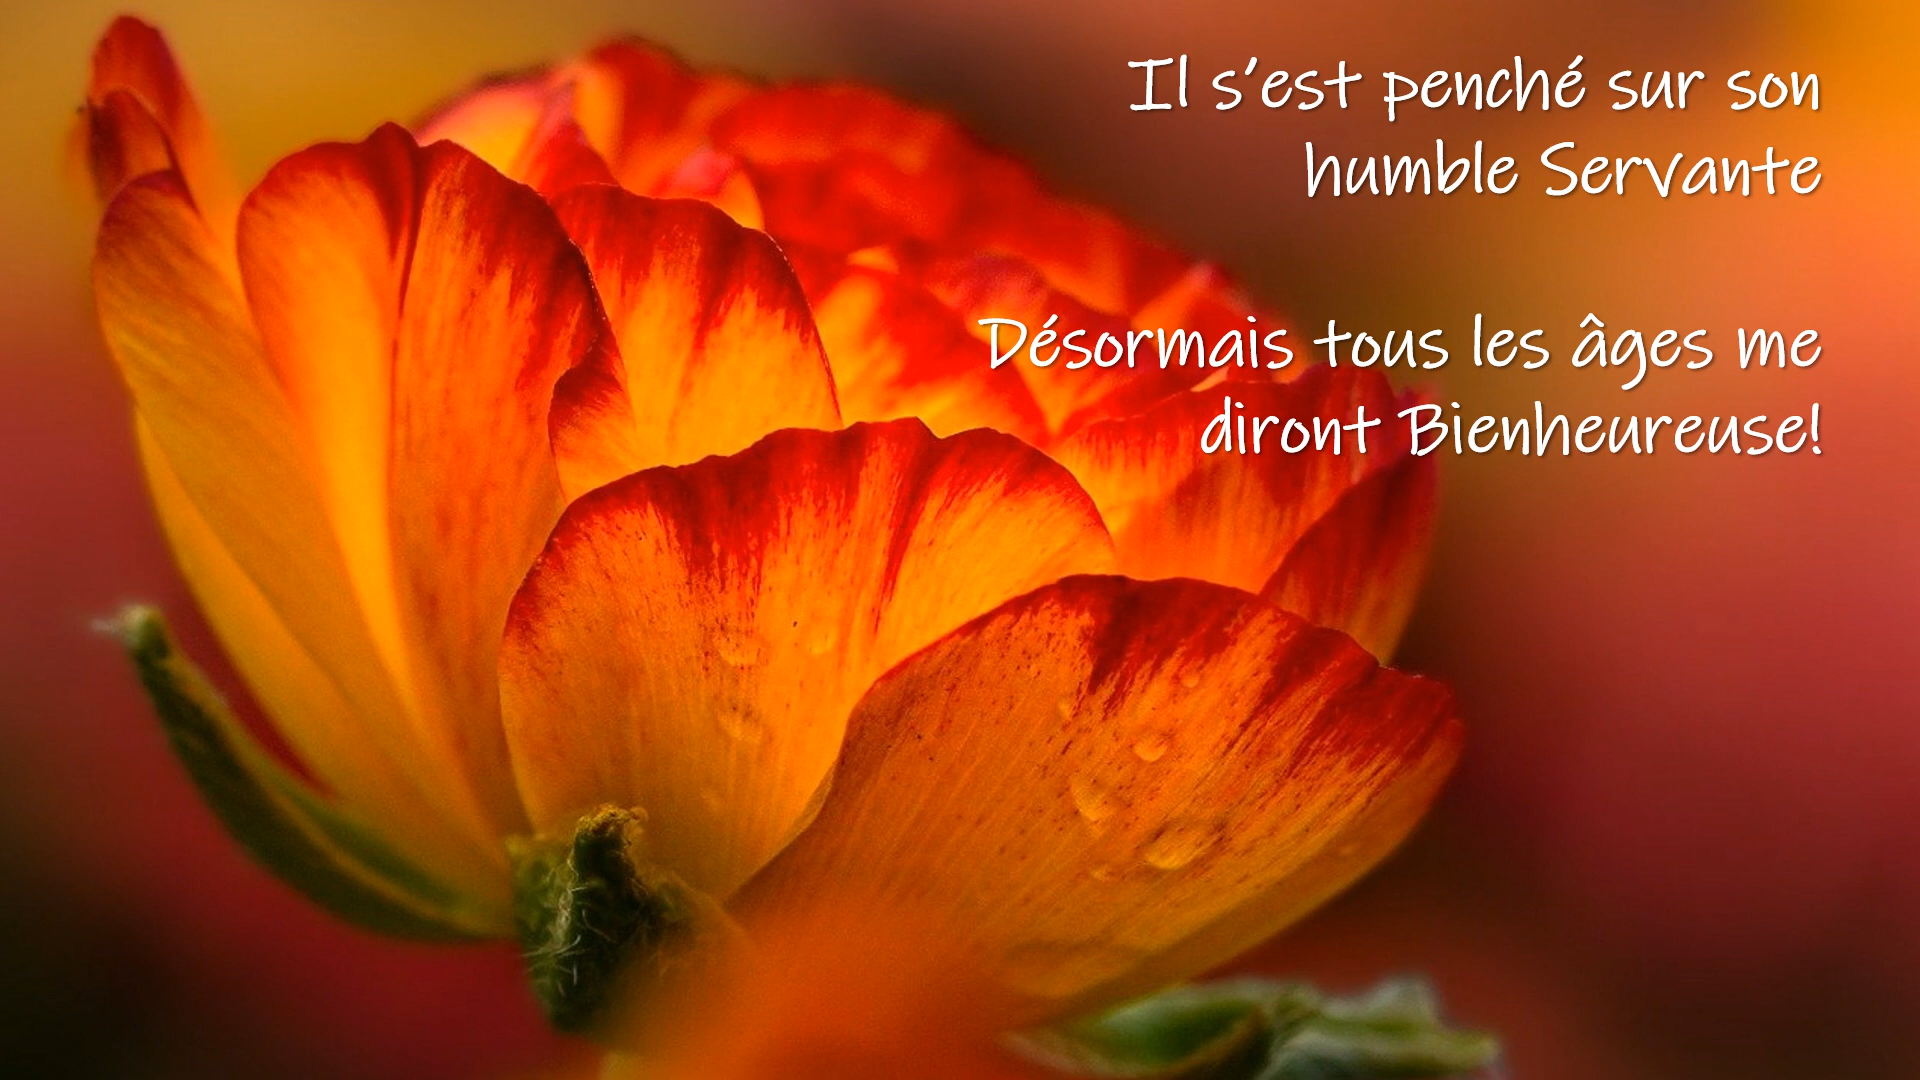 Il s’est penché sur son
humble Servante
Désormais tous les âges me
diront Bienheureuse!